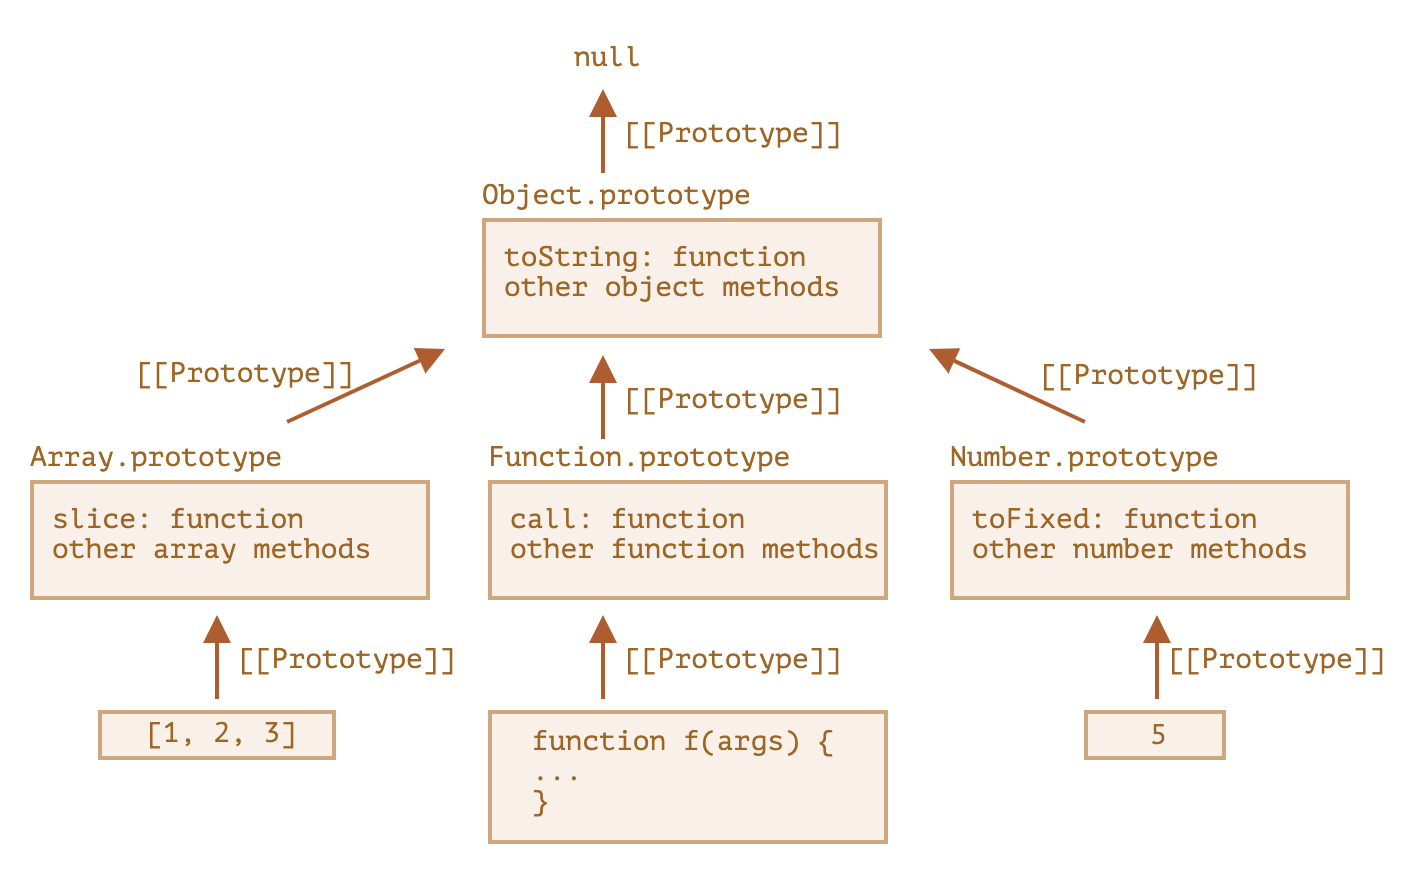 null
[[Prototype]]
Object.prototype
toString: function
other object methods
[[Prototype]]
[[Prototype]]
[[Prototype]]
Array.prototype
slice: function
other array methods
Function.prototype
call: function
other function methods
Number.prototype
toFixed: function
other number methods
[[Prototype]]
[[Prototype]]
[[Prototype]]
[1, 2, 3]
function f(args) {
...
}
5